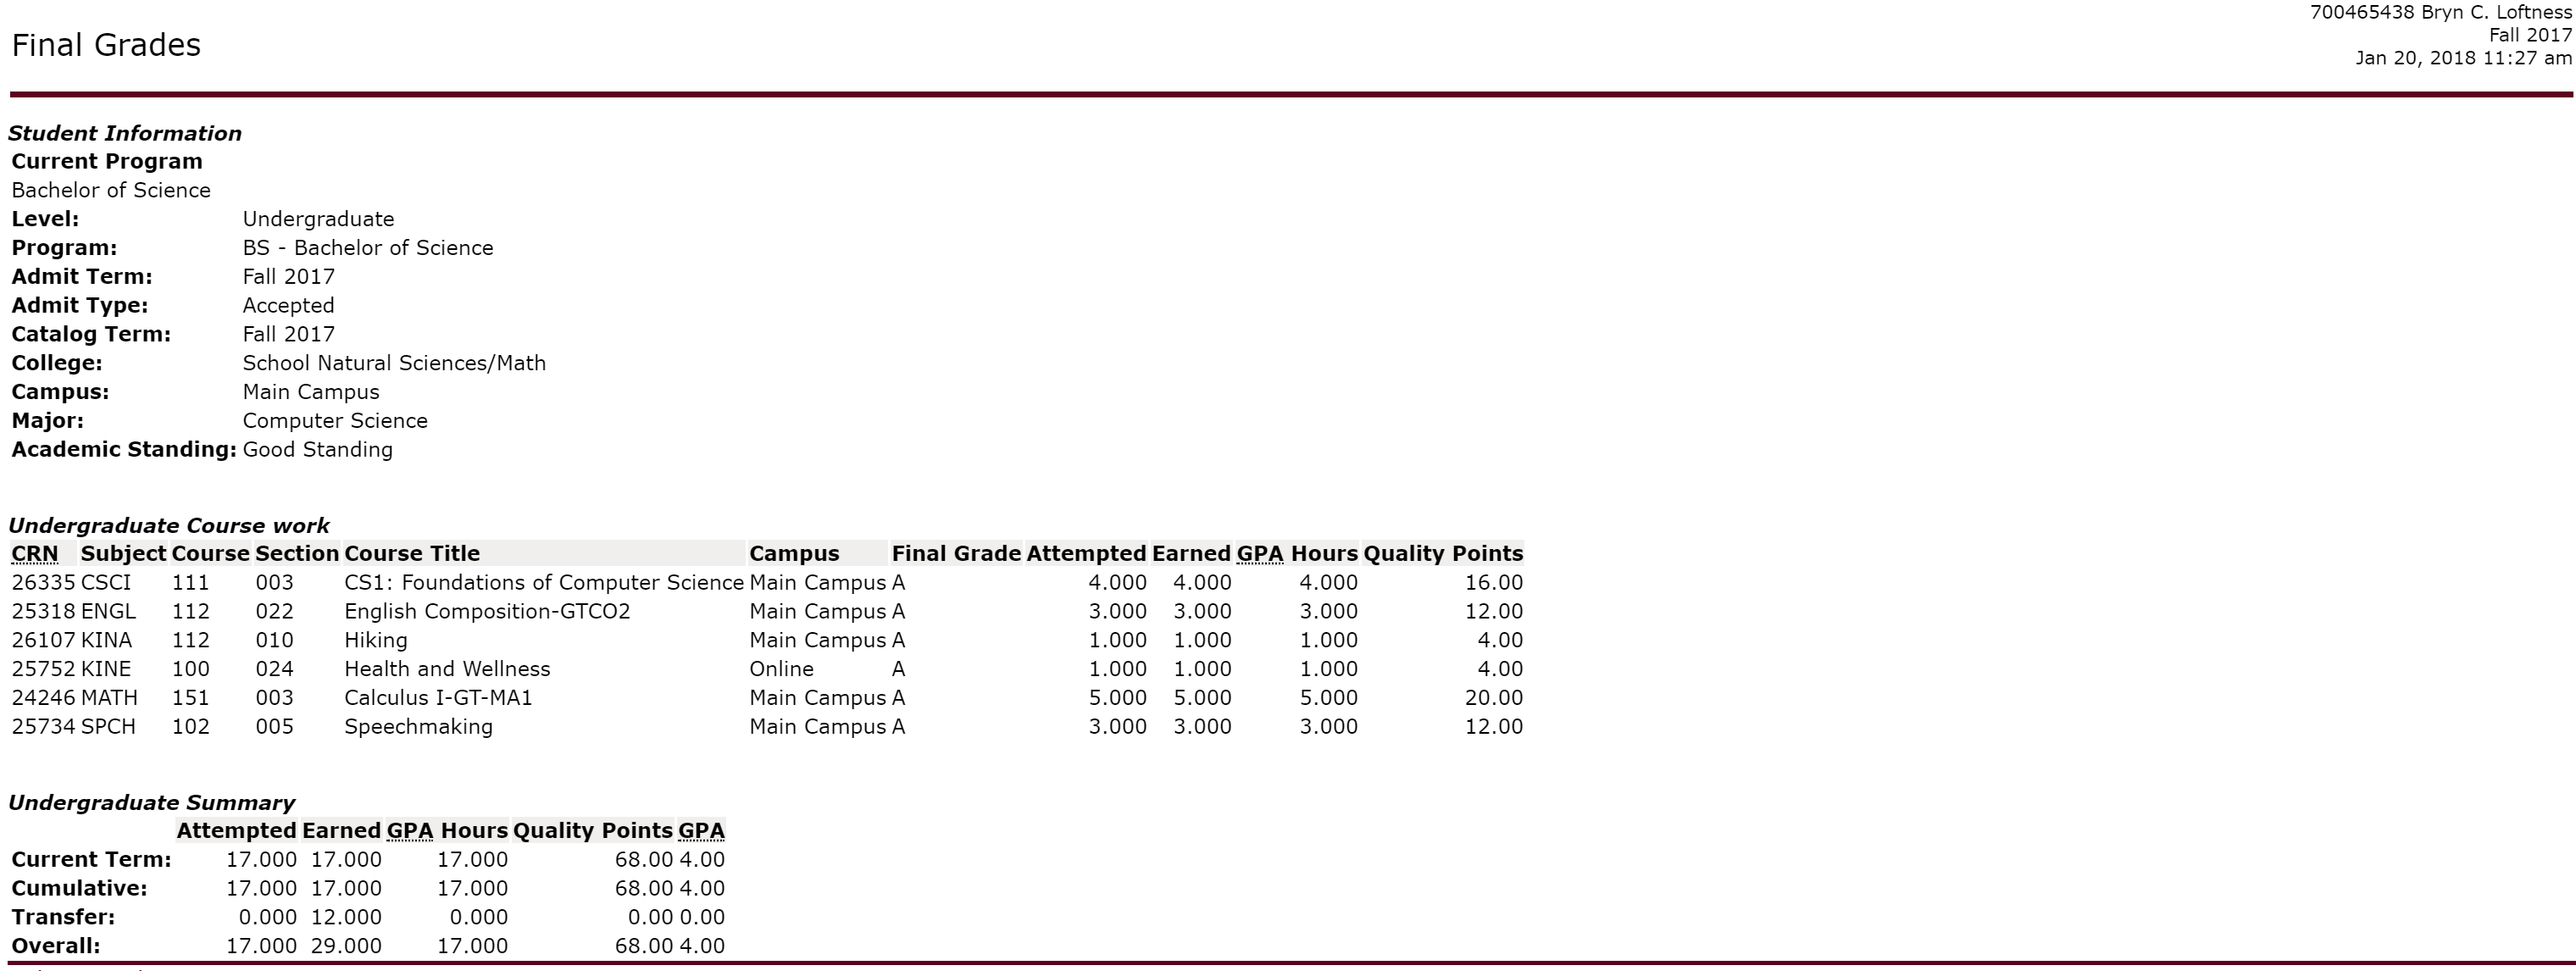 700465438 Bryn C. Loftness
Fall 2017
Jan 20, 2018 11:27 am
Final Grades
Student Information
Current Program
Bachelor of Science
Level: Undergraduate
Program: BS - Bachelor of Science
Admit Term: Fall 2017
Admit Type: Accepted
Catalog Term: Fall 2017
College: School Natural Sciences/Math
Campus: Main Campus
Major: Computer Science
Academic Standing: Good Standing
Undergraduate Course work
CRN Subject Course Section Course Title Campus Final Grade Attempted Earned GPA Hours Quality Points
26335 CSCI 111 003 CS1: Foundations of Computer Science Main Campus A 4.000 4.000 4.000 16.00
25318 ENGL 112 022 English Composition-GTCO2 Main Campus A 3.000 3.000 3.000 12.00
26107 KINA 112 010 Hiking Main Campus A 1.000 1.000 1.000 4.00
25752 KINE 100 024 Health and Wellness Online A 1.000 1.000 1.000 4.00
24246 MATH 151 003 Calculus I-GT-MA1 Main Campus A 5.000 5.000 5.000 20.00
25734 SPCH 102 005 Speechmaking Main Campus A 3.000 3.000 3.000 12.00
Undergraduate Summary
Attempted Earned GPA Hours Quality Points GPA
Current Term: 17.000 17.000 17.000 68.00 4.00
Cumulative: 17.000 17.000 17.000 68.00 4.00
Transfer: 0.000 12.000 0.000 0.00 0.00
Overall: 17.000 29.000 17.000 68.00 4.00